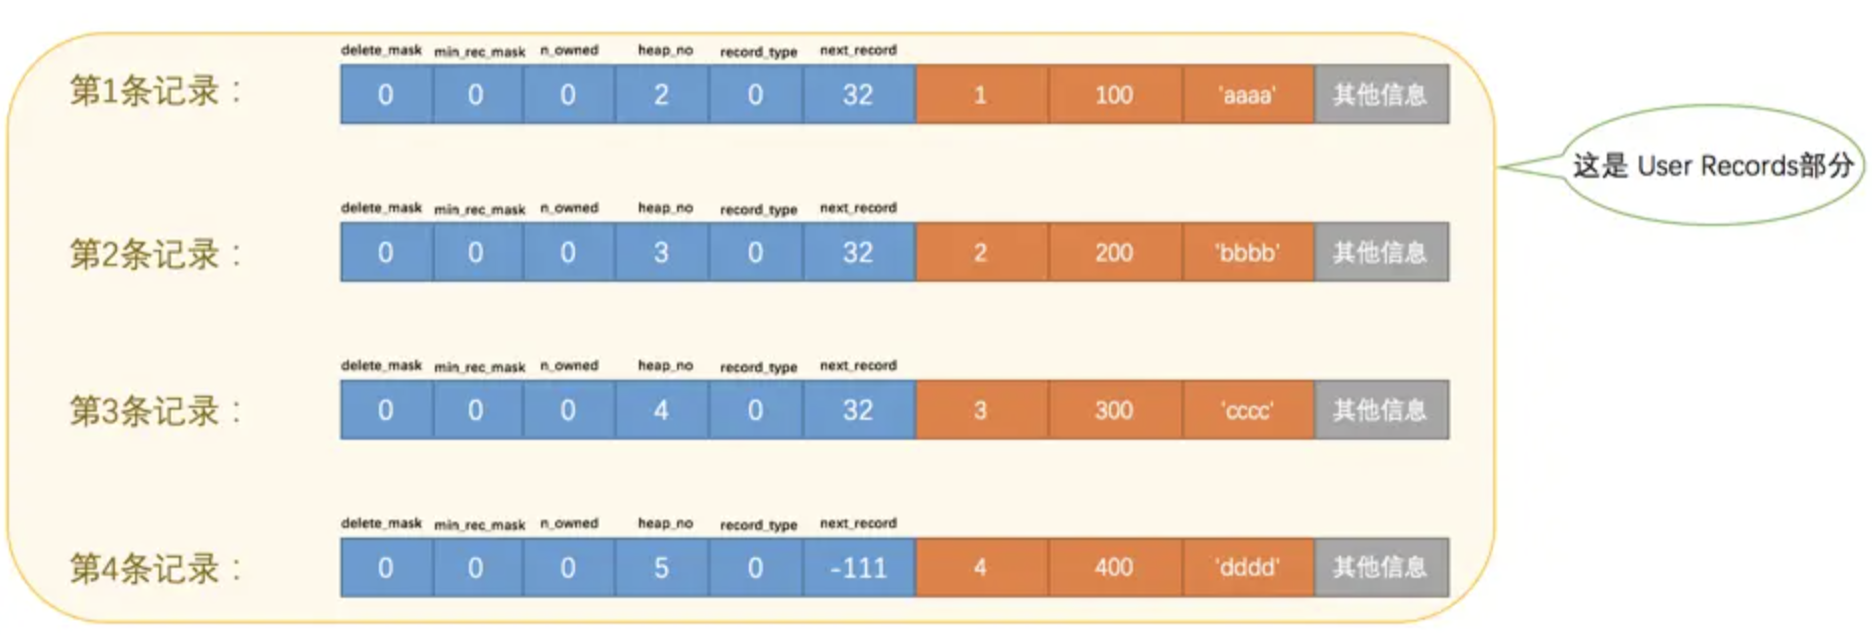 delete_mask min_rec_mask n_owned heap_no record_type next_record
第1条记录： 0 0 0 2 0 32 1 100 'aaaa' 其他信息
这是 User Records部分
delete_mask min_rec_mask n_owned heap_no record_type next_record
第2条记录： 0 0 0 3 0 32 2 200 'bbbb' 其他信息
delete_mask min_rec_mask n_owned heap_no record_type next_record
第3条记录： 0 0 0 4 0 32 3 300 'cccc' 其他信息
delete_mask min_rec_mask n_owned heap_no record_type next_record
第4条记录： 0 0 0 5 0 -111 4 400 'dddd' 其他信息